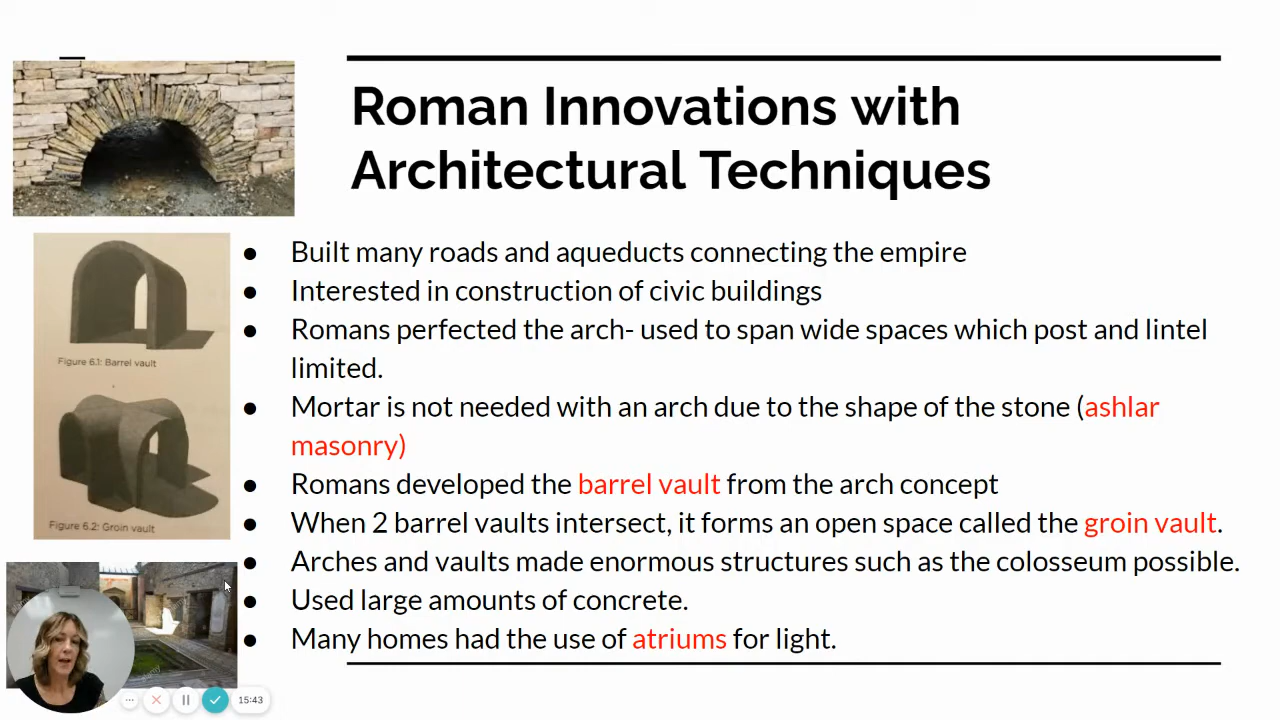 Roman Innovations with
Architectural Techniques
● Built many roads and aqueducts connecting the empire
● Interested in construction of civic buildings
● Romans perfected the arch- used to span wide spaces which post and lintel
limited.
● Mortar is not needed with an arch due to the shape of the stone (ashlar
masonry)
● Romans developed the barrel vault from the arch concept
● When 2 barrel vaults intersect, it forms an open space called the groin vault.
● Arches and vaults made enormous structures such as the colosseum possible.
● Used large amounts of concrete.
● Many homes had the use of atriums for light.
Figure 6.1: Barrel vault
Figure 6.2: Groin vault
15:43